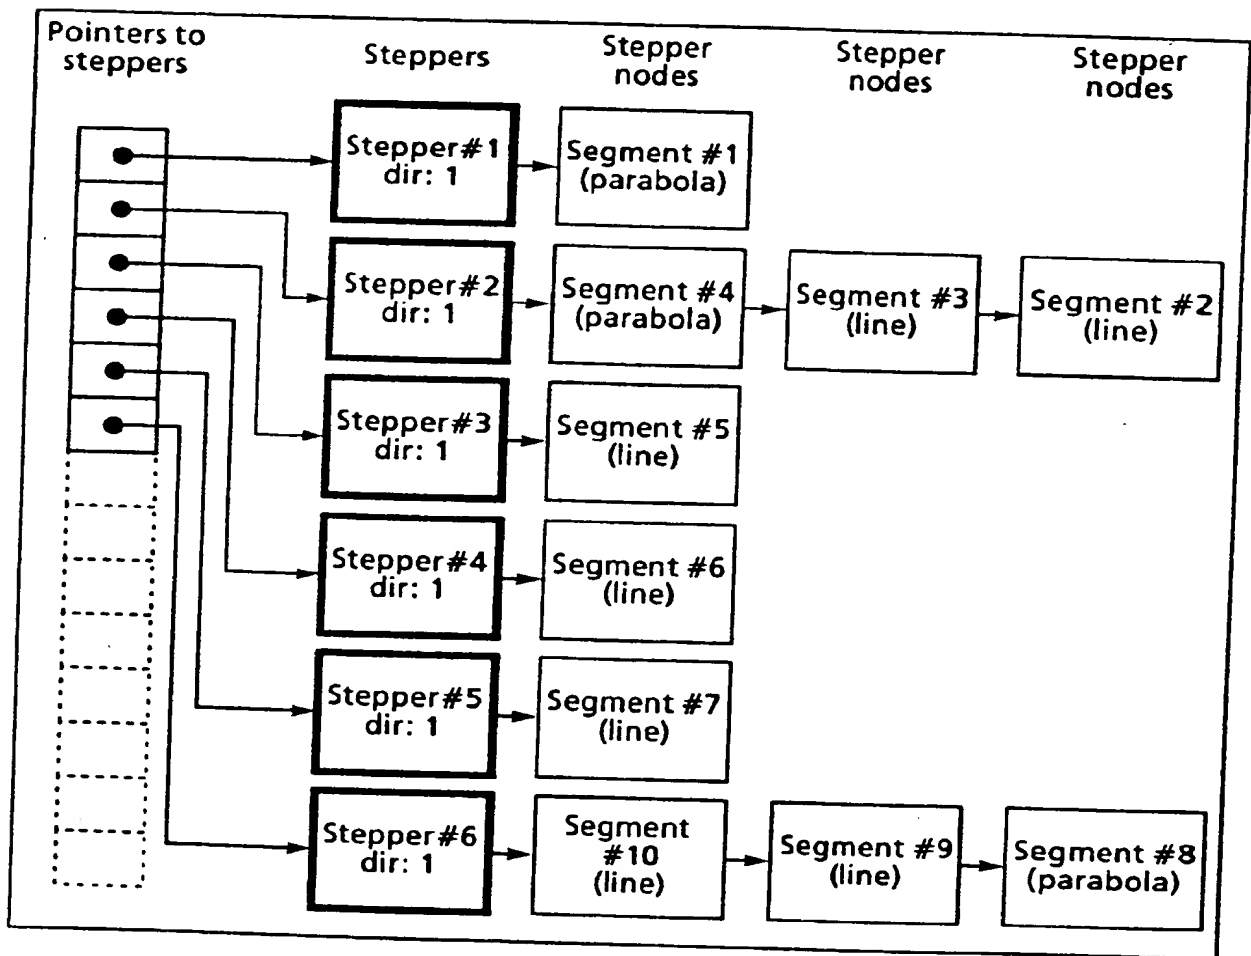 Pointers to
steppers
Steppers
Stepper
nodes
Stepper
nodes
Stepper
nodes
Stepper#1
dir: 1
Segment #1
(parabola)
Stepper#2
dir: 1
Segment #4
(parabola)
Segment #3
(line)
Segment #2
(line)
Stepper#3
dir: 1
Segment #5
(line)
Stepper#4
dir: 1
Segment #6
(line)
Stepper#5
dir: 1
Segment #7
(line)
Stepper#6
dir: 1
Segment
#10
(line)
Segment #9
(line)
Segment #8
(parabola)